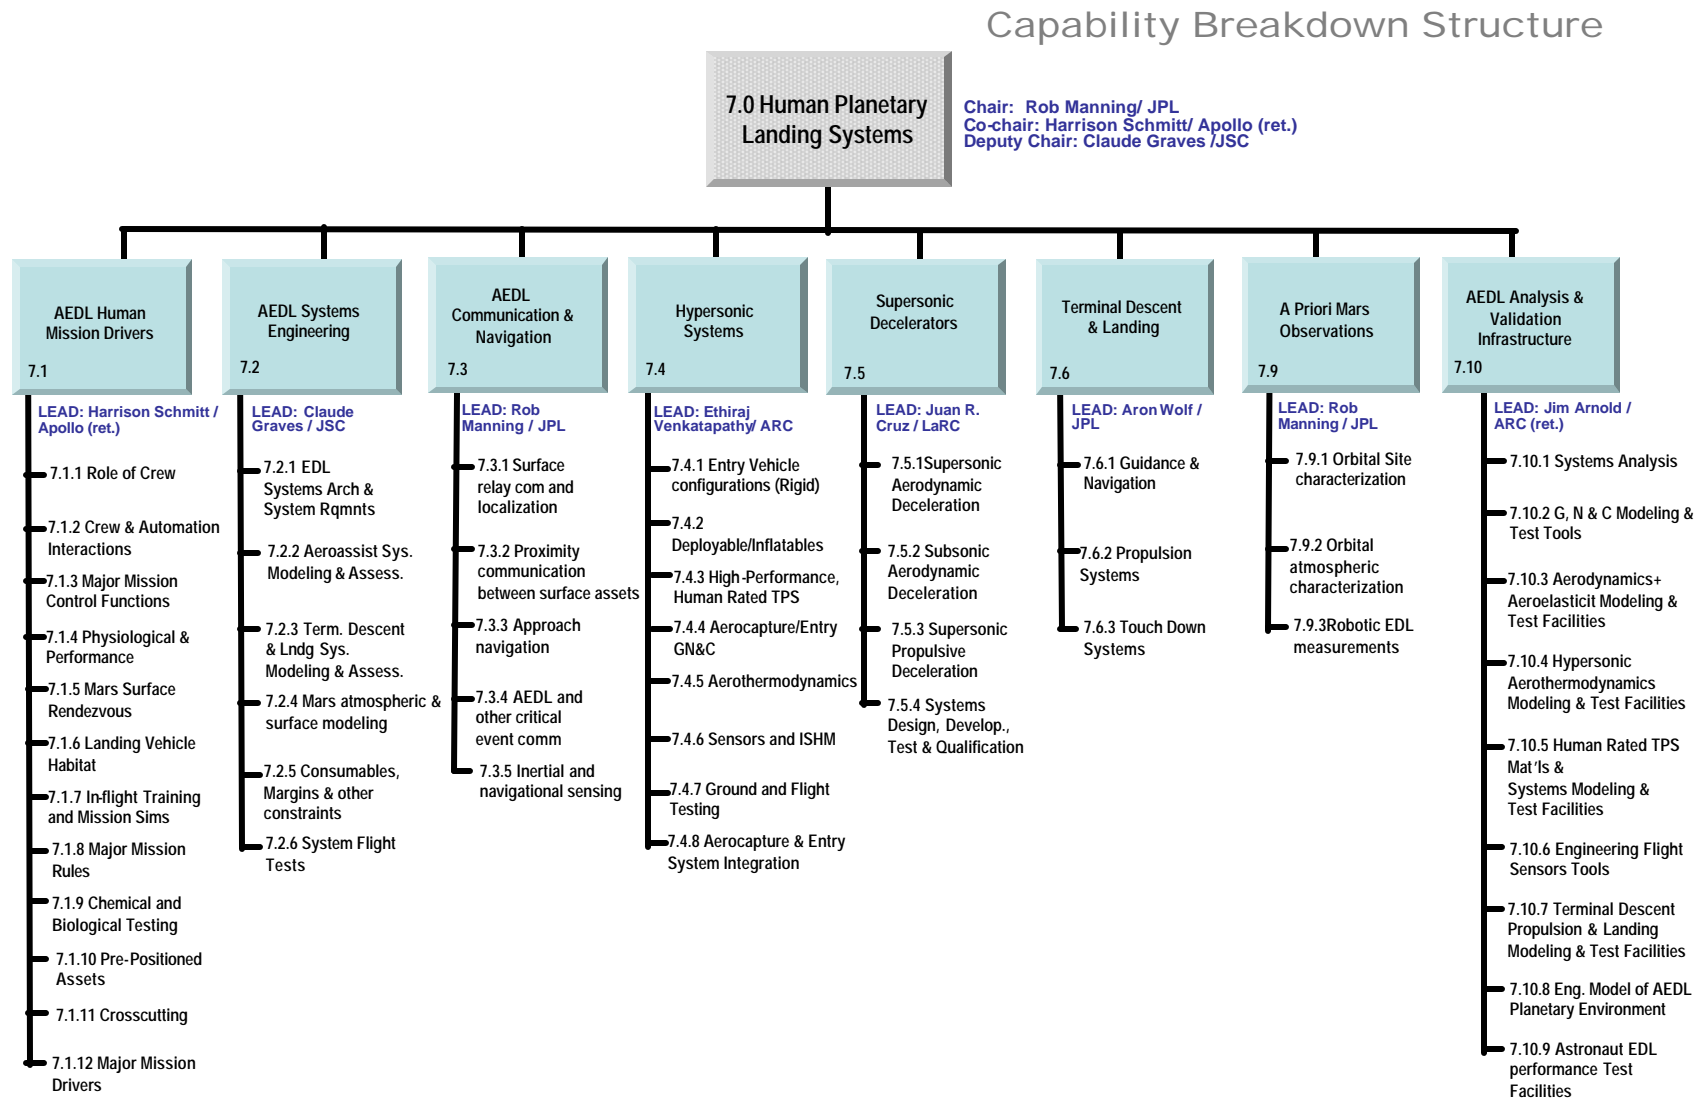 Capability Breakdown Structure
7.0 Human Planetary
Landing Systems
Chair:  Rob Manning/ JPL
Co-chair: Harrison Schmitt/ Apollo (ret.)
Deputy Chair: Claude Graves /JSC
AEDL Human
Mission Drivers
7.1
LEAD: Harrison Schmitt /
Apollo (ret.)
7.1.1 Role of Crew
7.1.2 Crew & Automation
Interactions
7.1.3 Major Mission
Control Functions
7.1.4 Physiological &
Performance
7.1.5 Mars Surface
Rendezvous
7.1.6 Landing Vehicle
Habitat
7.1.7 In-flight Training
and Mission Sims
7.1.8 Major Mission
Rules
7.1.9 Chemical and
Biological Testing
7.1.10 Pre-Positioned
Assets
7.1.11 Crosscutting
7.1.12 Major Mission
Drivers
AEDL Systems
Engineering
7.2
LEAD: Claude
Graves / JSC
7.2.1 EDL
Systems Arch &
System Rqmnts
7.2.2 Aeroassist Sys.
Modeling & Assess.
7.2.3 Term. Descent
& Lndg Sys.
Modeling & Assess.
7.2.4 Mars atmospheric &
surface modeling
7.2.5 Consumables,
Margins & other
constraints
7.2.6 System Flight
Tests
AEDL
Communication &
Navigation
7.3
LEAD: Rob
Manning / JPL
7.3.1 Surface
relay com and
localization
7.3.2 Proximity
communication
between surface assets
7.3.3 Approach
navigation
7.3.4 AEDL and
other critical
event comm
7.3.5 Inertial and
navigational sensing
Hypersonic
Systems
7.4
LEAD: Ethiraj
Venkatapathy/ ARC
7.4.1 Entry Vehicle
configurations (Rigid)
7.4.2
Deployable/Inflatables
7.4.3 High-Performance,
Human Rated TPS
7.4.4 Aerocapture/Entry
GN&C
7.4.5 Aerothermodynamics
7.4.6 Sensors and ISHM
7.4.7 Ground and Flight
Testing
7.4.8 Aerocapture & Entry
System Integration
Supersonic
Decelerators
7.5
LEAD: Juan R.
Cruz / LaRC
7.5.1Supersonic
Aerodynamic
Deceleration
7.5.2 Subsonic
Aerodynamic
Deceleration
7.5.3 Supersonic
Propulsive
Deceleration
7.5.4 Systems
Design, Develop.,
Test & Qualification
Terminal Descent
& Landing
7.6
LEAD: Aron Wolf /
JPL
7.6.1 Guidance &
Navigation
7.6.2 Propulsion
Systems
7.6.3 Touch Down
Systems
A Priori Mars
Observations
7.9
LEAD: Rob
Manning / JPL
7.9.1 Orbital Site
characterization
7.9.2 Orbital
atmospheric
characterization
7.9.3Robotic EDL
measurements
AEDL Analysis &
Validation
Infrastructure
7.10
LEAD: Jim Arnold /
ARC (ret.)
7.10.1 Systems Analysis
7.10.2 G, N & C Modeling &
Test Tools
7.10.3 Aerodynamics+
Aeroelasticit Modeling &
Test Facilities
7.10.4 Hypersonic
Aerothermodynamics
Modeling & Test Facilities
7.10.5 Human Rated TPS
Mat'ls &
Systems Modeling &
Test Facilities
7.10.6 Engineering Flight
Sensors Tools
7.10.7 Terminal Descent
Propulsion & Landing
Modeling & Test Facilities
7.10.8 Eng. Model of AEDL
Planetary Environment
7.10.9 Astronaut EDL
performance Test
Facilities